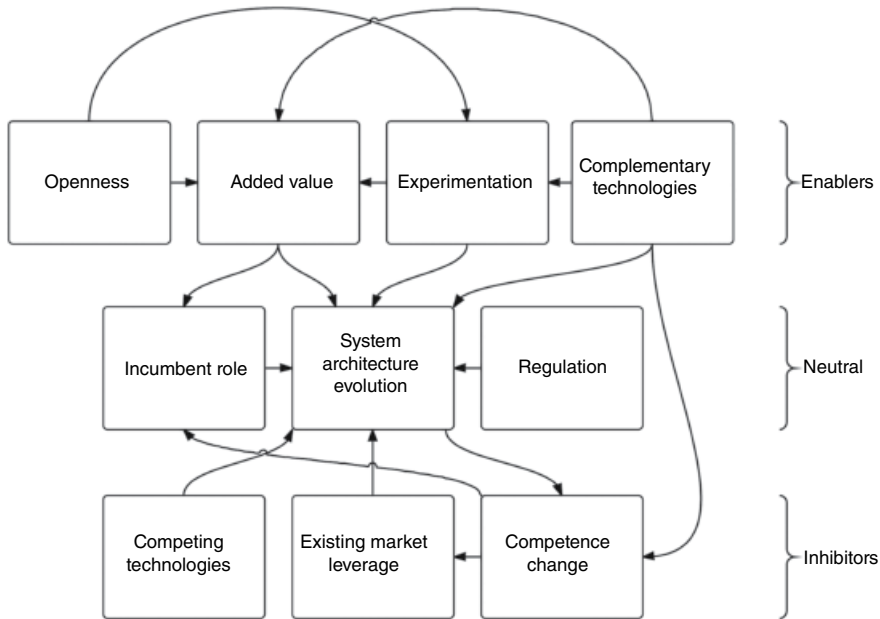 Openness
Added value
Experimentation
Complementary
technologies
Enablers
Incumbent role
System
architecture
evolution
Regulation
Neutral
Competing
technologies
Existing market
leverage
Competence
change
Inhibitors